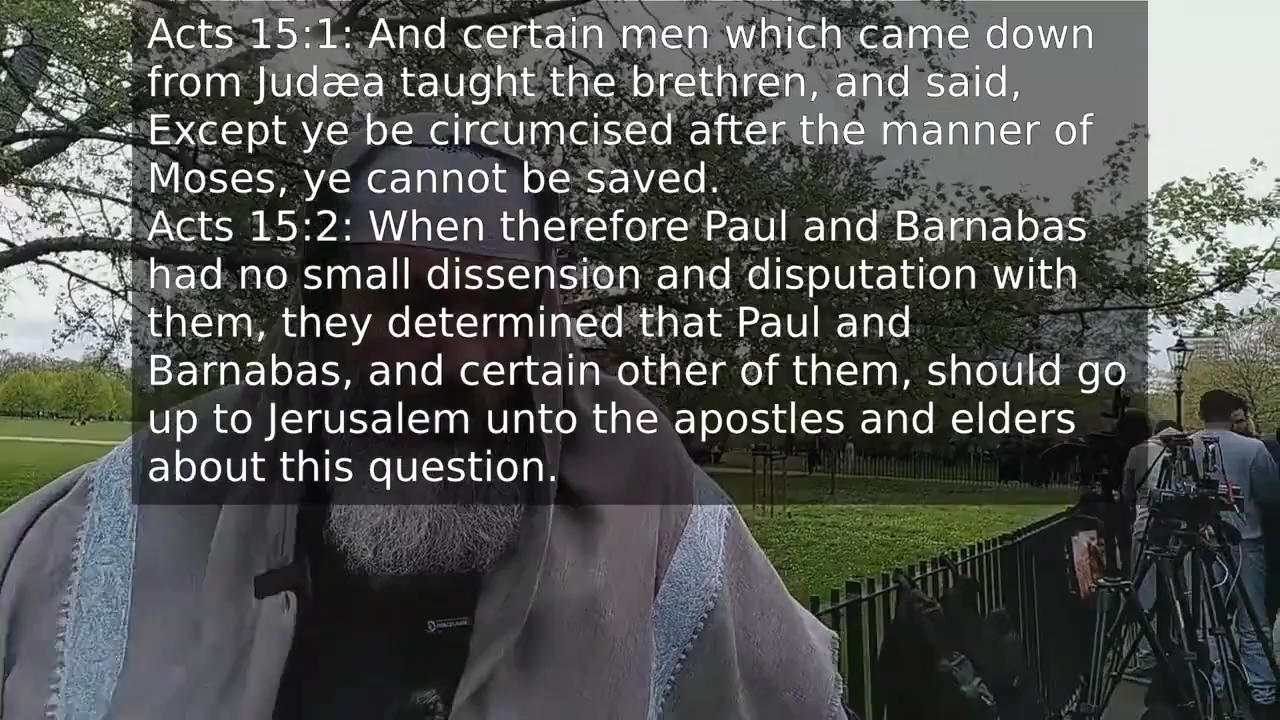 Acts 15:1: And certain men which came down
from Judæa taught the brethren, and said,
Except ye be circumcised after the manner of
Moses, ye cannot be saved.
Acts 15:2: When therefore Paul and Barnabas
had no small dissension and disputation with
them, they determined that Paul and
Barnabas, and certain other of them, should go
up to Jerusalem unto the apostles and elders
about this question.